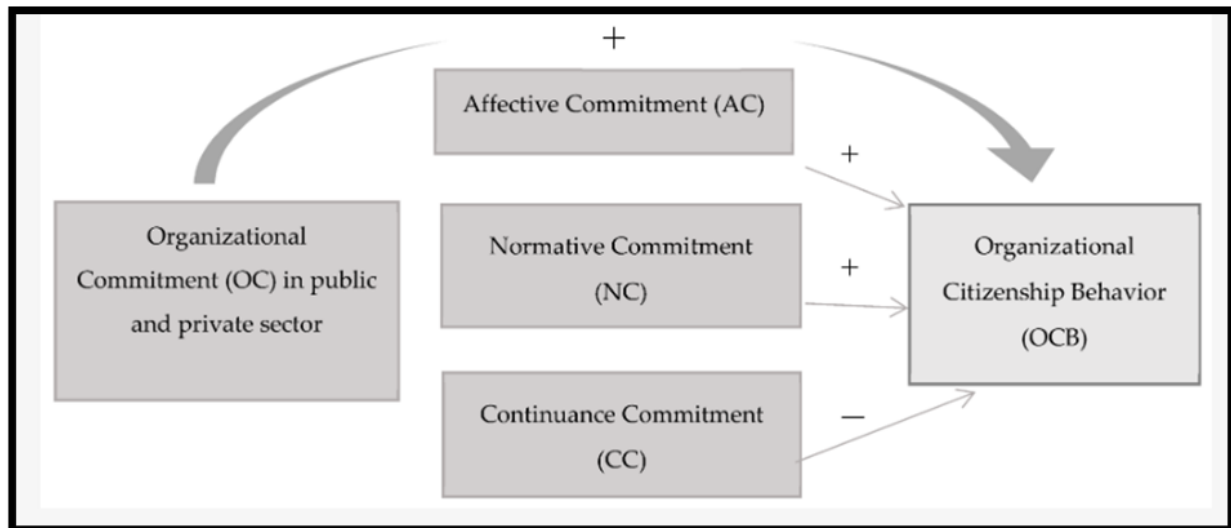 +
Affective Commitment (AC)
+
Organizational
Commitment (OC) in public
and private sector
Normative Commitment
(NC)
+
Organizational
Citizenship Behavior
(OCB)
Continuance Commitment
(CC)
—